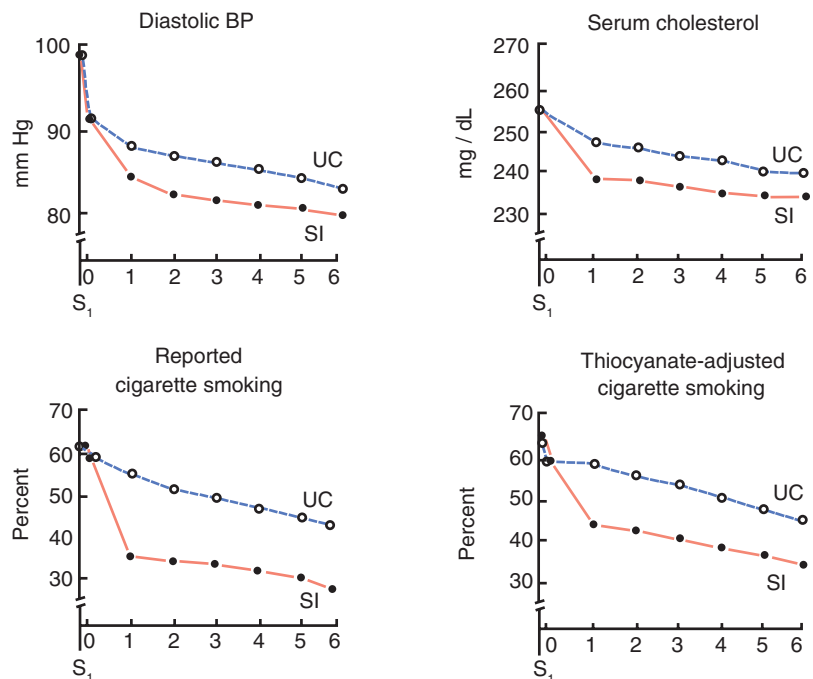 Diastolic BP
100
90
80
mm Hg
UC
SI
0 1 2 3 4 5 6
S1
Serum cholesterol
270
260
250
240
230
mg / dL
UC
SI
0 1 2 3 4 5 6
S1
Reported
cigarette smoking
70
60
50
40
30
Percent
UC
SI
0 1 2 3 4 5 6
S1
Thiocyanate-adjusted
cigarette smoking
70
60
50
40
30
Percent
UC
SI
0 1 2 3 4 5 6
S1